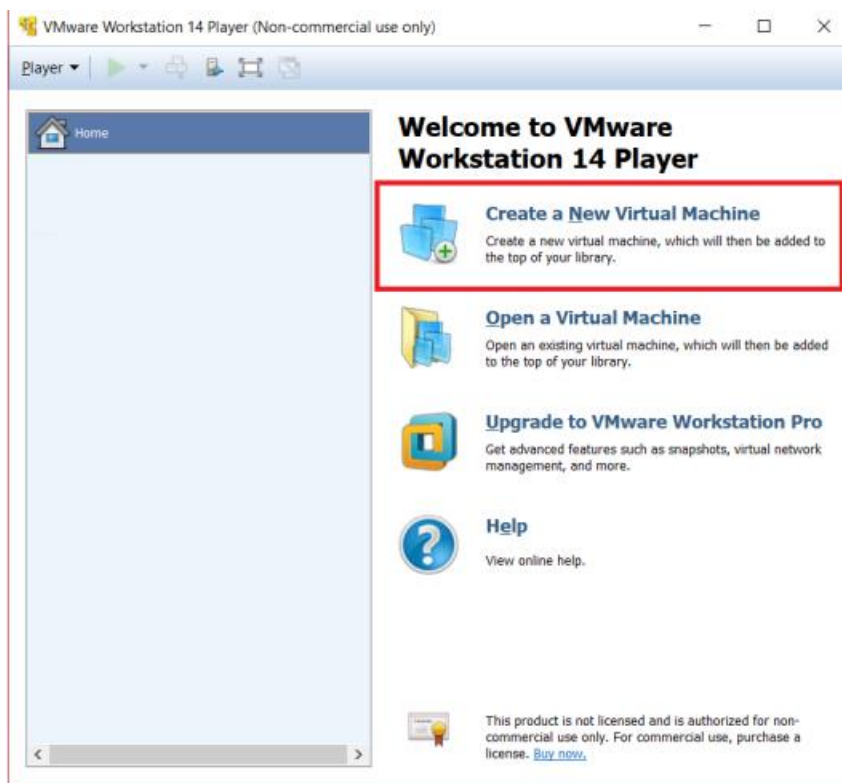 VMware Workstation 14 Player (Non-commercial use only)
Player
Home
Welcome to VMware
Workstation 14 Player
Create a New Virtual Machine
Create a new virtual machine, which will then be added to
the top of your library.
Open a Virtual Machine
Open an existing virtual machine, which will then be added
to the top of your library.
Upgrade to VMware Workstation Pro
Get advanced features such as snapshots, virtual network
management, and more.
Help
View online help.
This product is not licensed and is authorized for non-
commercial use only. For commercial use, purchase a
license. Buy now.